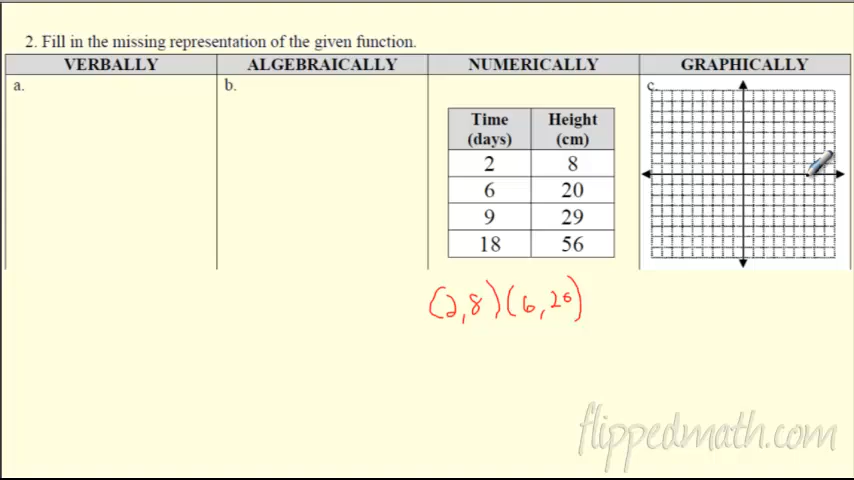 2. Fill in the missing representation of the given function.
VERBALLY ALGEBRAICALLY NUMERICALLY GRAPHICALLY
a. b. c.
Time (days) Height (cm)
2 8
6 20
9 29
18 56
(2,8)(6,20)
flippedmath.com